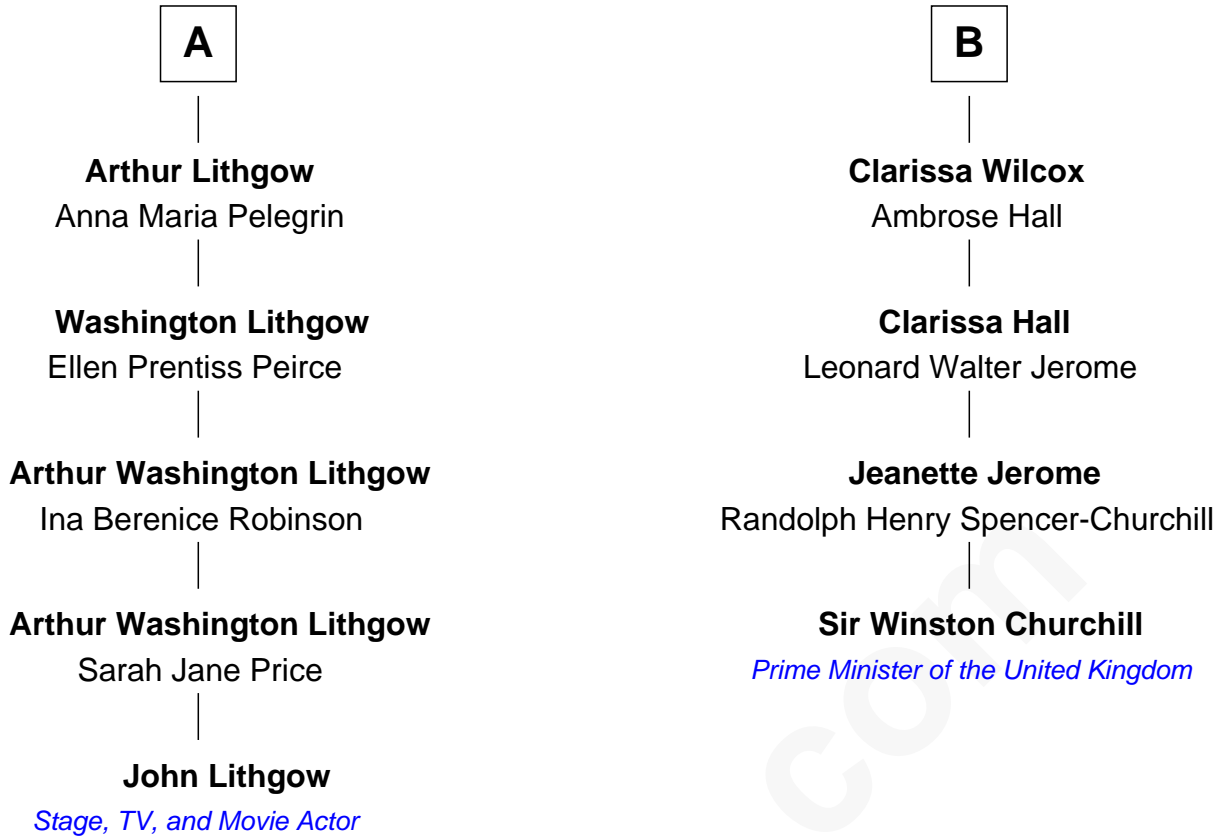 A
Arthur Lithgow
Anna Maria Pelegrin
Washington Lithgow
Ellen Prentiss Peirce
Arthur Washington Lithgow
Ina Berenice Robinson
Arthur Washington Lithgow
Sarah Jane Price
John Lithgow
Stage, TV, and Movie Actor
B
Clarissa Wilcox
Ambrose Hall
Clarissa Hall
Leonard Walter Jerome
Jeanette Jerome
Randolph Henry Spencer-Churchill
Sir Winston Churchill
Prime Minister of the United Kingdom
com